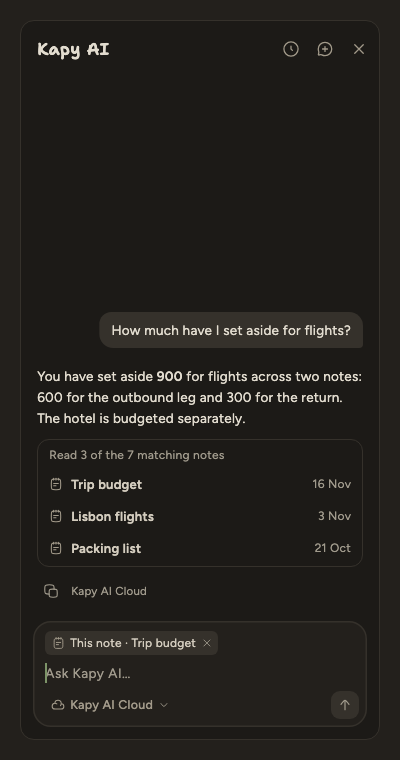 Kapy AI
How much have I set aside for flights?
You have set aside 900 for flights across two notes:
600 for the outbound leg and 300 for the return.
The hotel is budgeted separately.
Read 3 of the 7 matching notes
Trip budget 16 Nov
Lisbon flights 3 Nov
Packing list 21 Oct
Kapy AI Cloud
This note · Trip budget
Ask Kapy AI...
Kapy AI Cloud